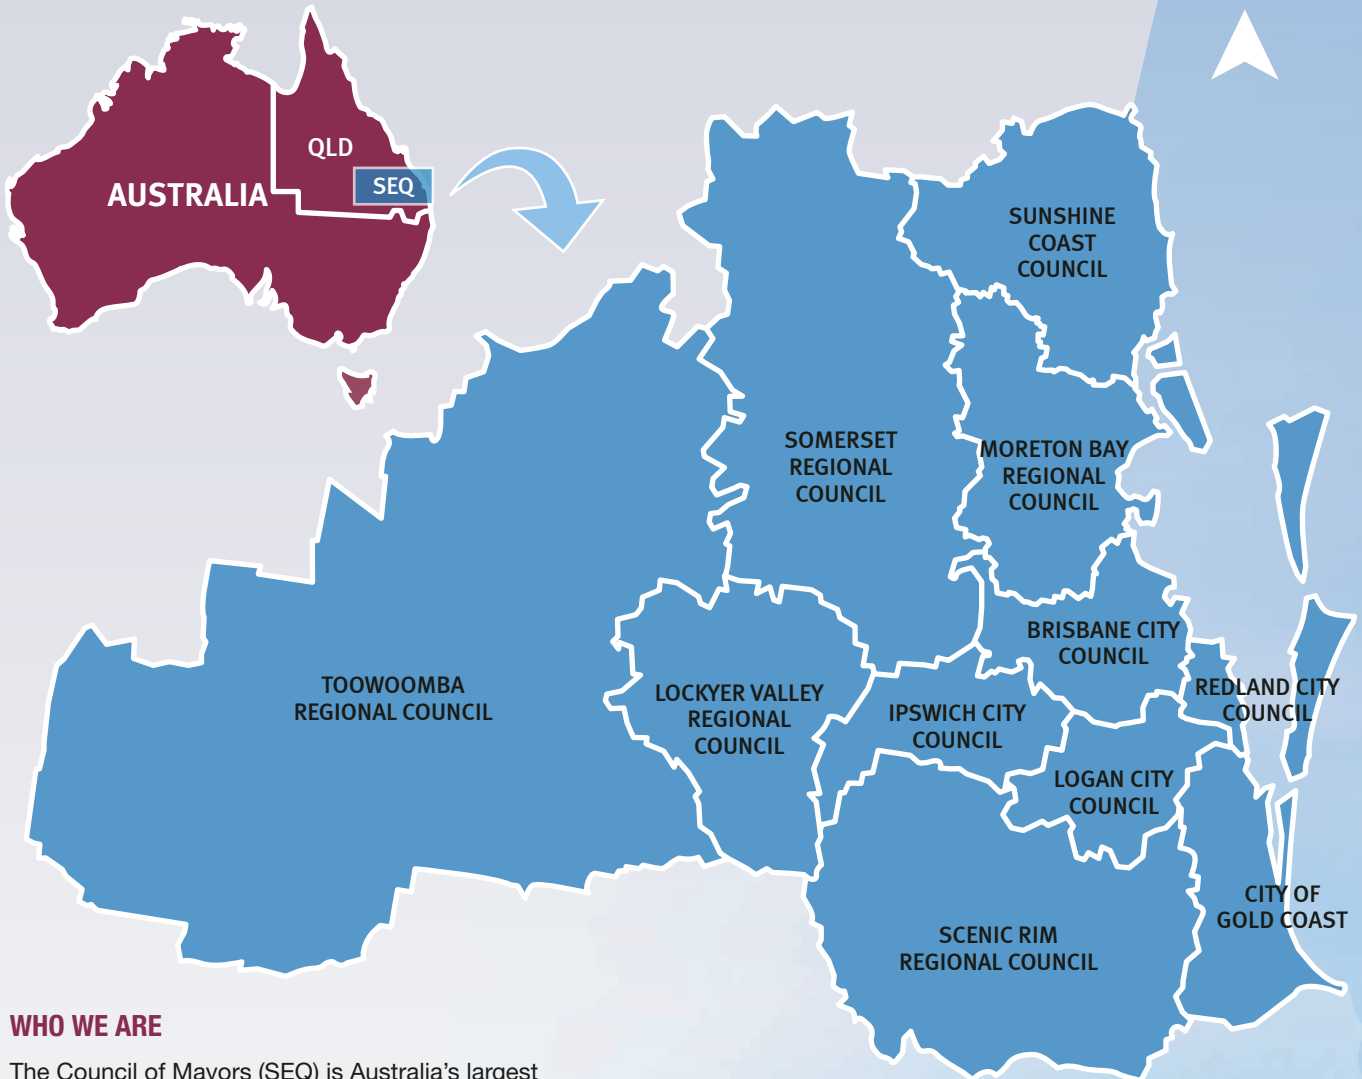 QLD
AUSTRALIA
SEQ
SUNSHINE
COAST
COUNCIL
SOMERSET
REGIONAL
COUNCIL
MORETON BAY
REGIONAL
COUNCIL
BRISBANE CITY
COUNCIL
TOOWOOMBA
REGIONAL COUNCIL
LOCKYER VALLEY
REGIONAL
COUNCIL
IPSWICH CITY
COUNCIL
REDLAND CITY
COUNCIL
LOGAN CITY
COUNCIL
CITY OF
GOLD COAST
SCENIC RIM
REGIONAL COUNCIL
WHO WE ARE
The Council of Mayors (SEQ) is Australia's largest